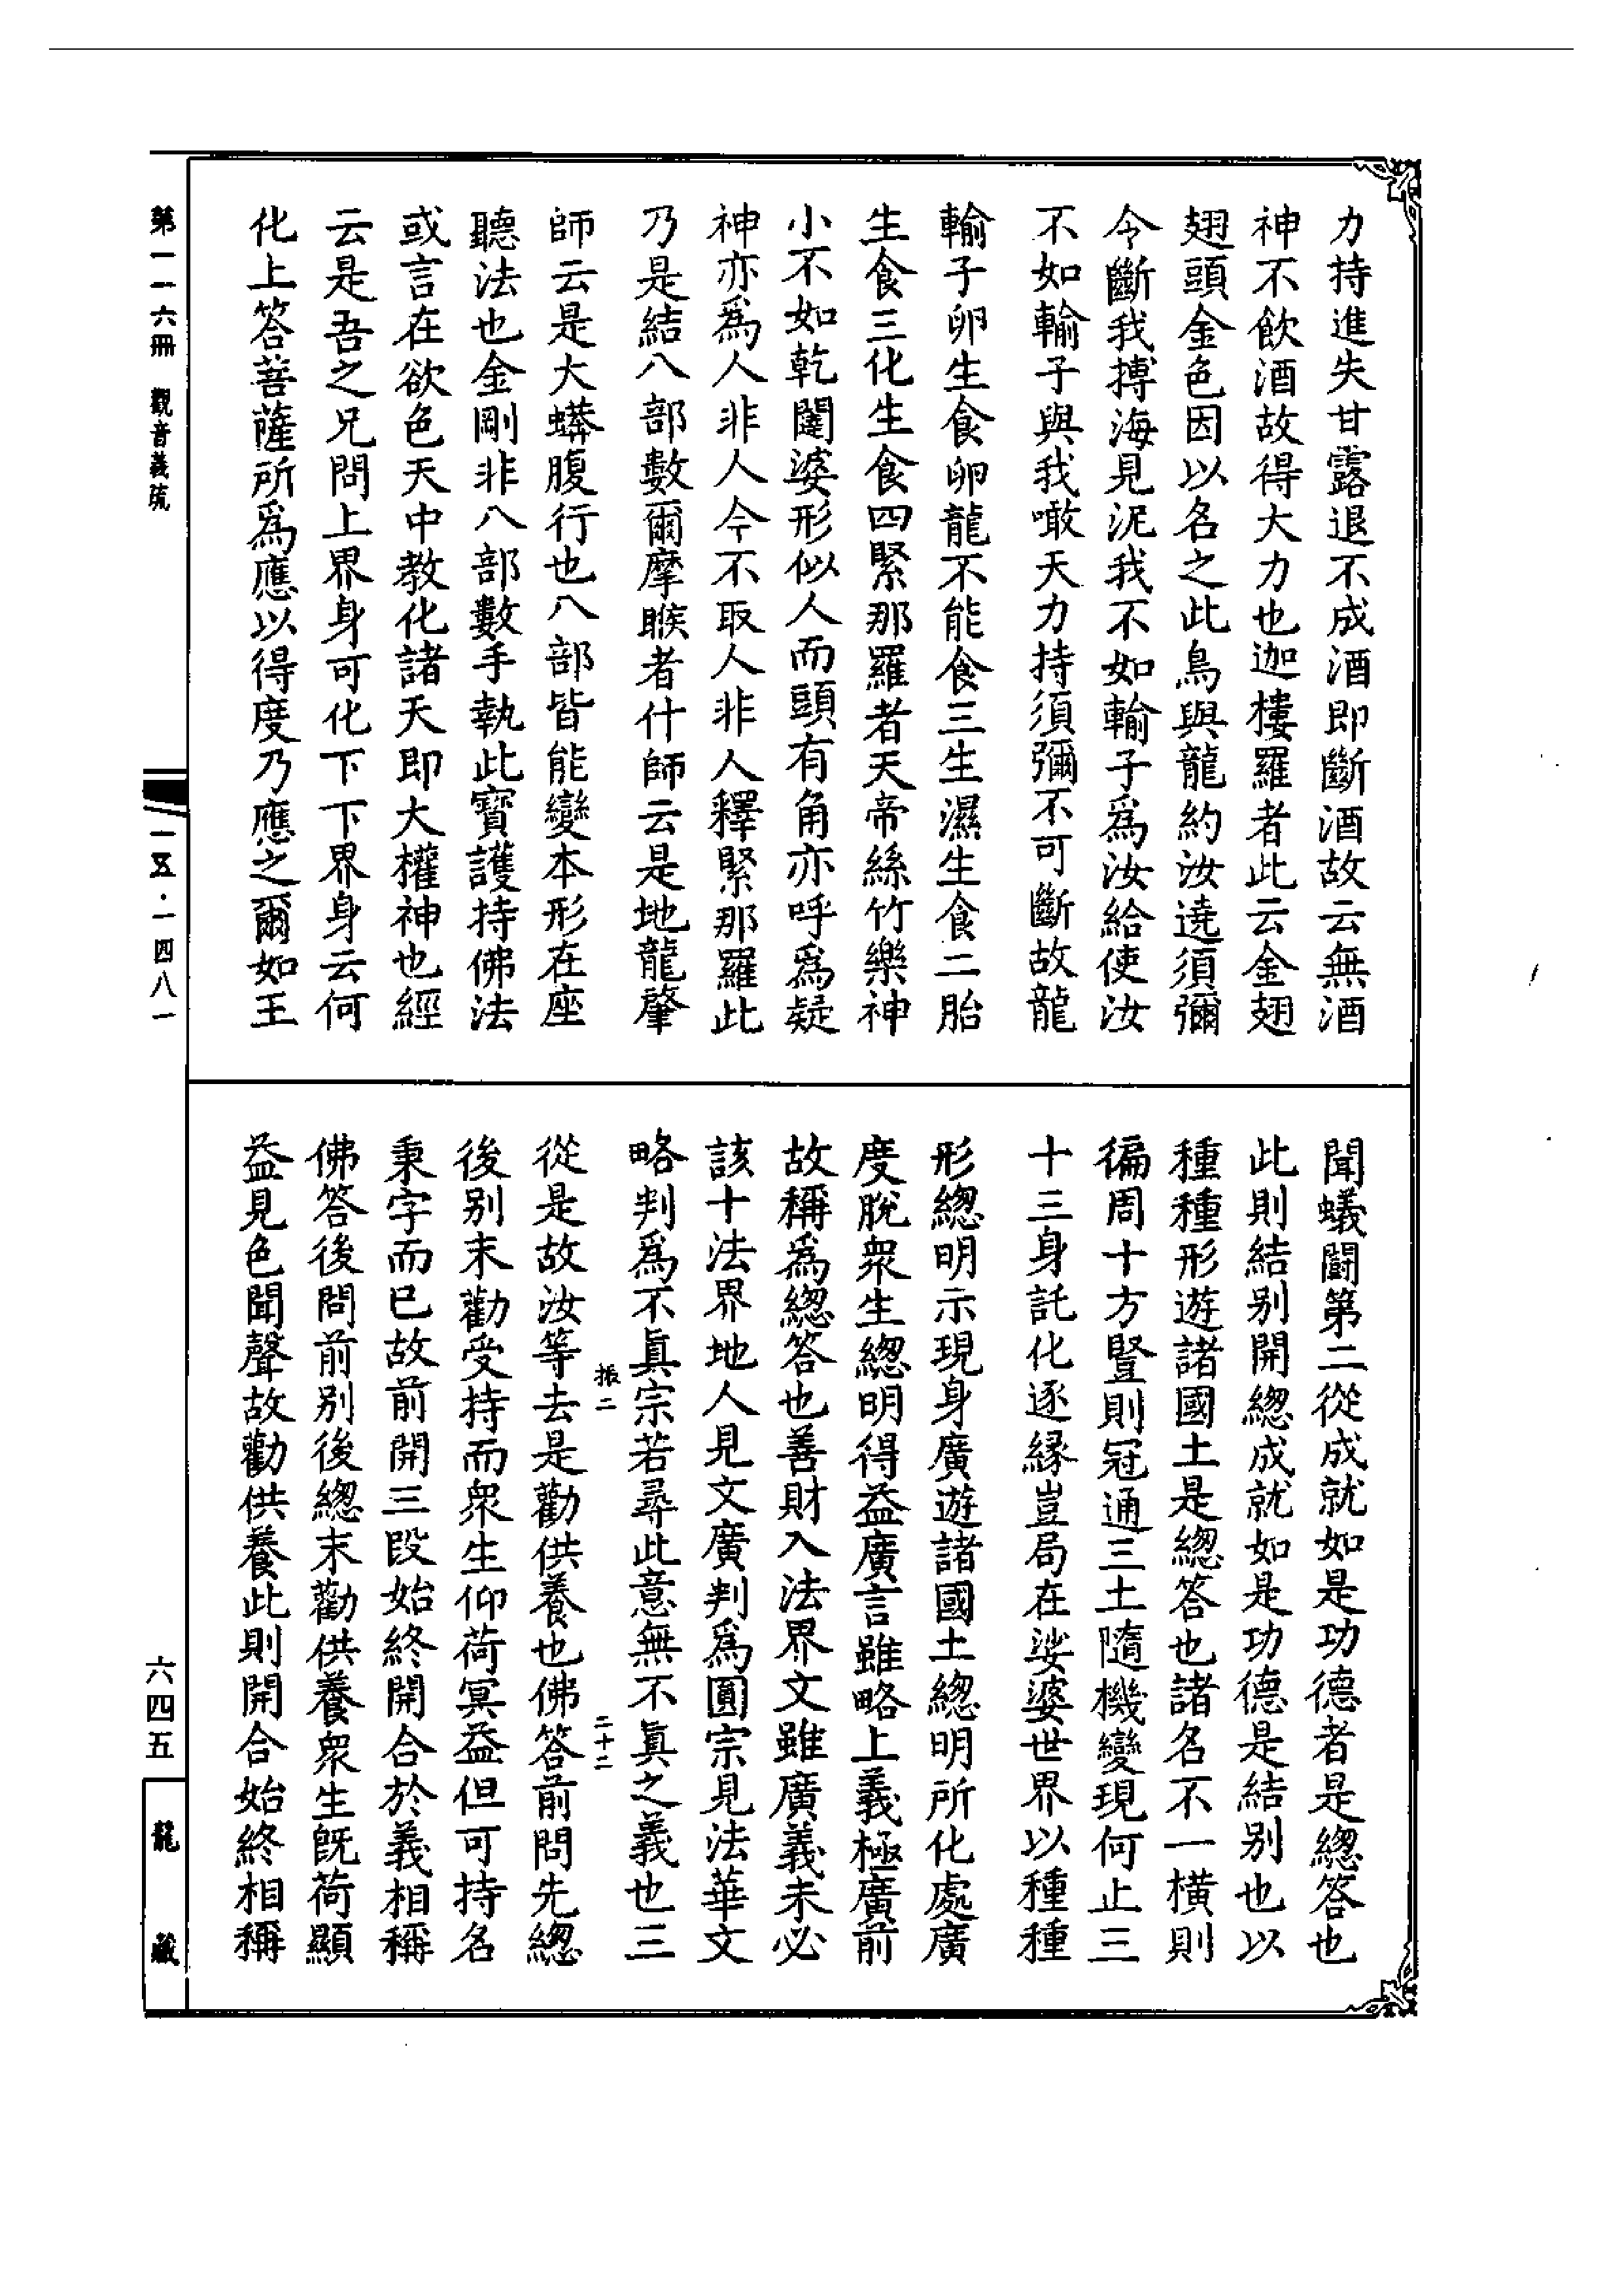 力持進失甘露退不成酒即斷酒故云無酒
神不飲酒故得大力也迦樓羅者此云金翅
翅頭金色因以名之此鳥與龍約汝遶須彌
令斷我搏海見泥我不如輸子為汝給使汝
不如輸子與我噉天力持須彌不可斷故龍
輸子卵生食卵龍不能食三生濕生食二胎
生食三化生食四緊那羅者天帝絲竹樂神
小不如乾闥婆形似人而頭有角亦呼為疑
神亦為人非人今不取人非人釋緊那羅此
乃是結八部數爾摩睺者什師云是地龍肇
師云是大蟒腹行也八部皆能變本形在座
聽法也金剛非八部數手執此寶護持佛法
或言在欲色天中教化諸天即大權神也經
云是吾之兄問上界身可化下下界身云何
化上答菩薩所為應以得度乃應之爾如王
聞蟻鬪第二從成就如是功德者是總答也
此則結别開總成就如是功德是結别也以
種種形遊諸國土是總答也諸名不一橫則
徧周十方豎則冠通三土隨機變現何止三
十三身託化逐緣豈局在娑婆世界以種種
形總明示現身廣遊諸國土總明所化處廣
度脫衆生總明得益廣言雖略上義極廣前
故稱為總答也善財入法界文雖廣義未必
該十法界地人見文廣判為圓宗見法華文
略判為不眞宗若尋此意無不眞之義也三
振二
二十二
從是故汝等去是勸供養也佛答前問先總
後别末勸受持而衆生仰荷冥益但可持名
秉字而已故前開三段始終開合於義相稱
佛答後問前别後總末勸供養衆生旣荷顯
益見色聞聲故勸供養此則開合始終相稱
第一一六冊 觀音義疏
一五·一四八一
六四五
龍藏